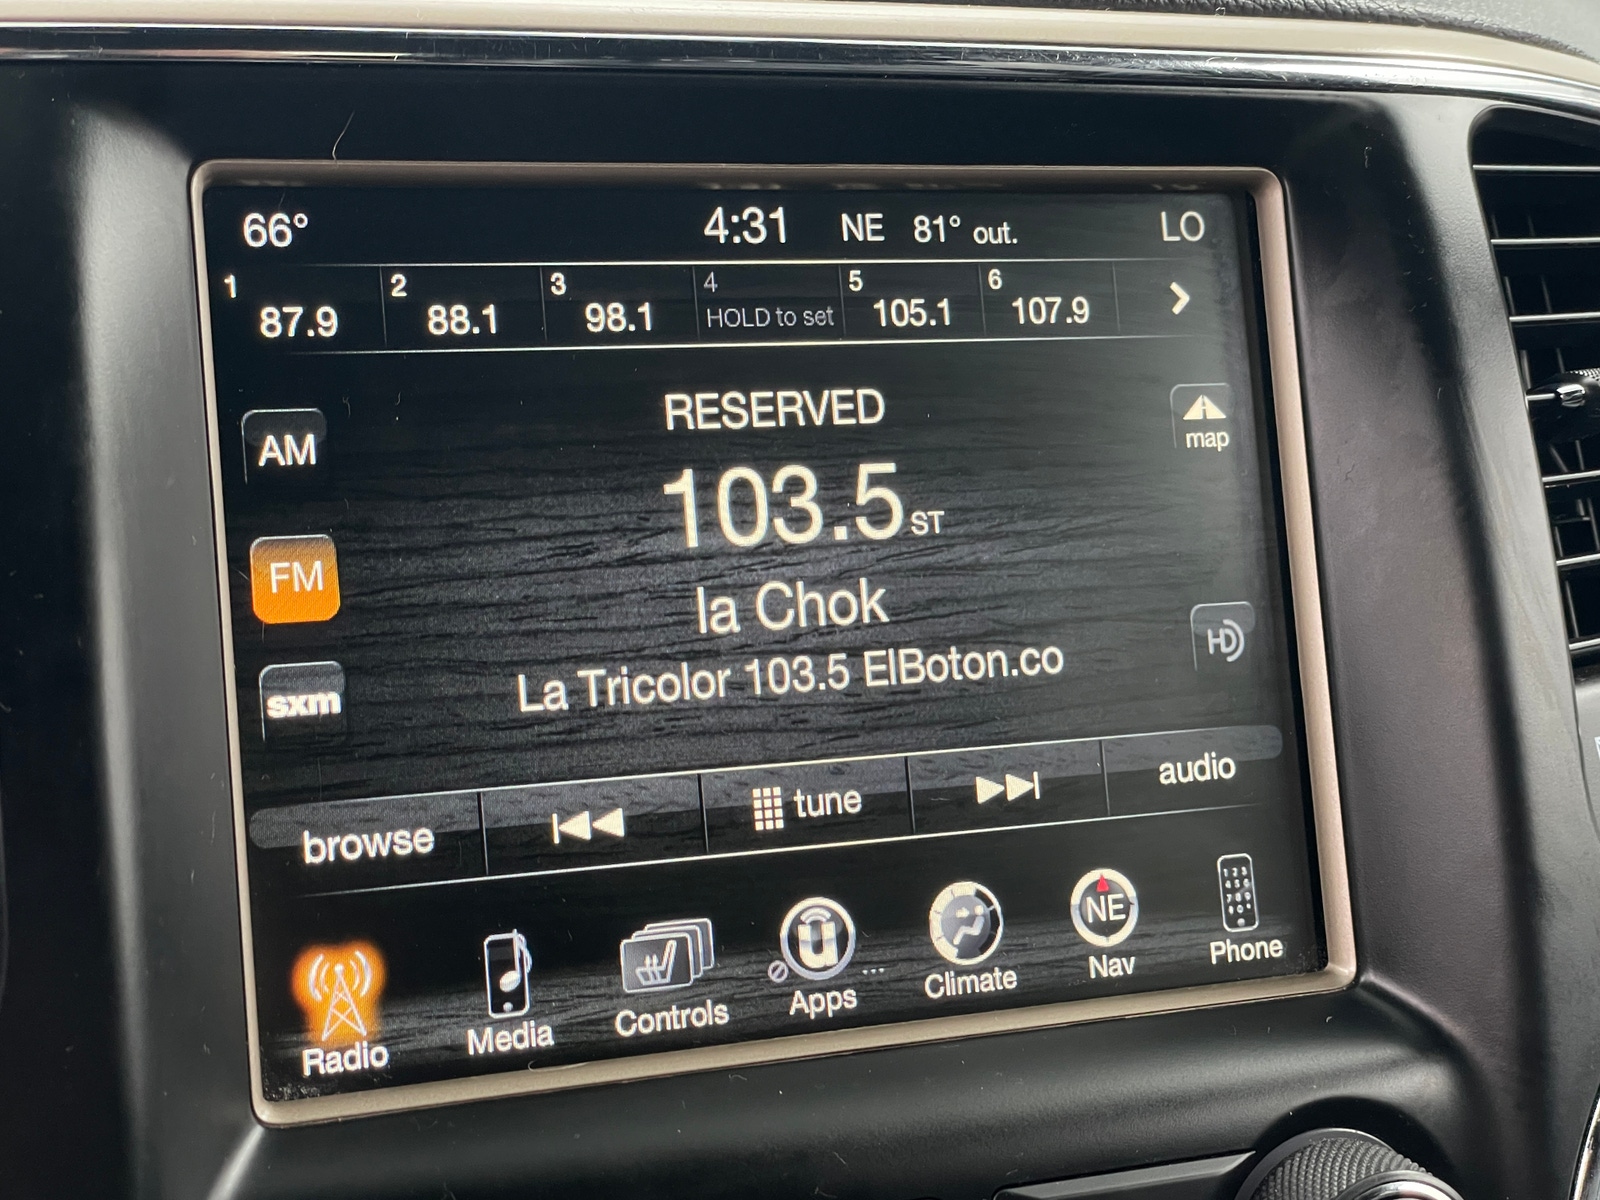 66° 4:31 NE 81° out. LO
1 87.9 2 88.1 3 98.1 4 HOLD to set 5 105.1 6 107.9
RESERVED
AM
map
103.5 ST
FM
la Chok
HD
La Tricolor 103.5 ElBoton.co
sxm
browse tune audio
NE
Radio Media Controls Apps ... Climate Nav Phone